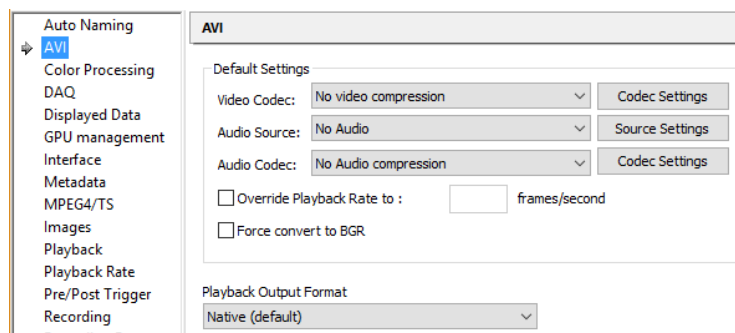 Auto Naming
AVI
Color Processing
DAQ
Displayed Data
GPU management
Interface
Metadata
MPEG4/TS
Images
Playback
Playback Rate
Pre/Post Trigger
Recording
AVI
Default Settings
Video Codec: No video compression Codec Settings
Audio Source: No Audio Source Settings
Audio Codec: No Audio compression Codec Settings
Override Playback Rate to : frames/second
Force convert to BGR
Playback Output Format
Native (default)